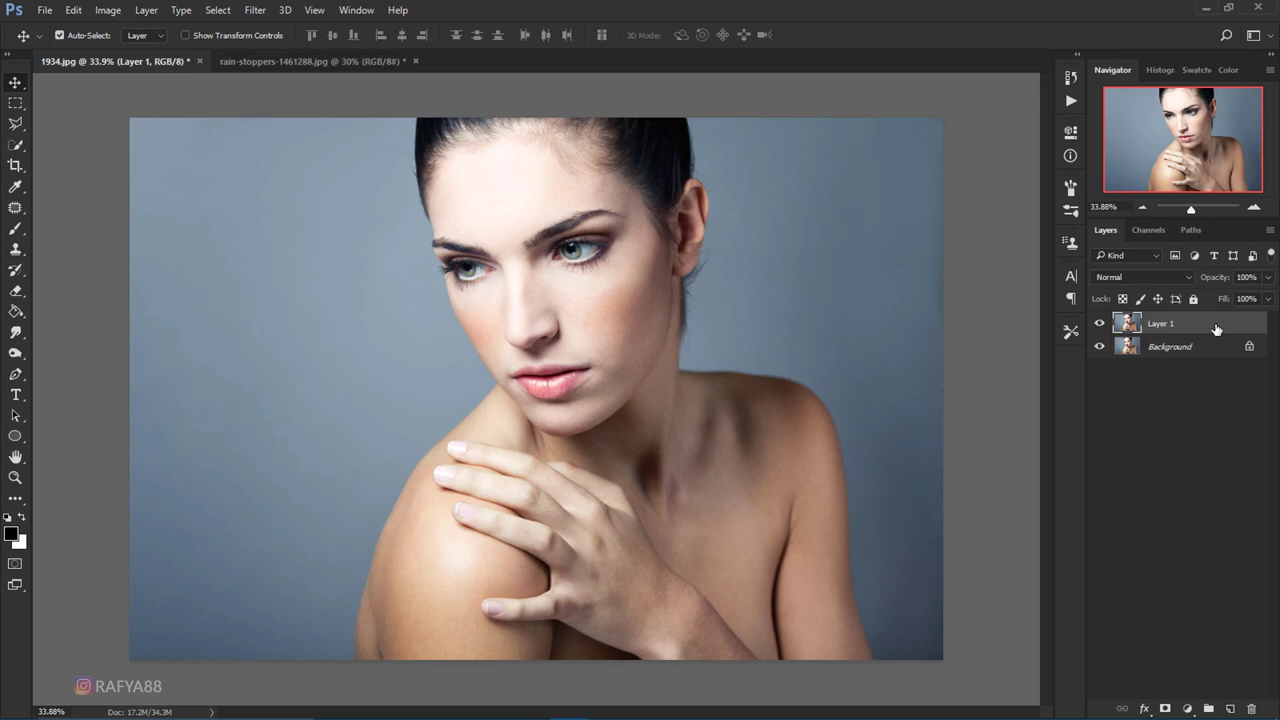 Ps File Edit Image Layer Type Select Filter 3D View Window Help
Auto-Select: Layer Show Transform Controls 3D Mode:
1934.jpg @ 33.9% (Layer 1, RGB/8) * × rain-stoppers-1461288.jpg @ 30% (RGB/8#) * ×
Navigator Histogr Swatche Color
33.88%
Layers Channels Paths
Kind
Normal Opacity: 100%
Lock: Fill: 100%
Layer 1
Background
RAFYA88
33.88% Doc: 17.2M/34.3M